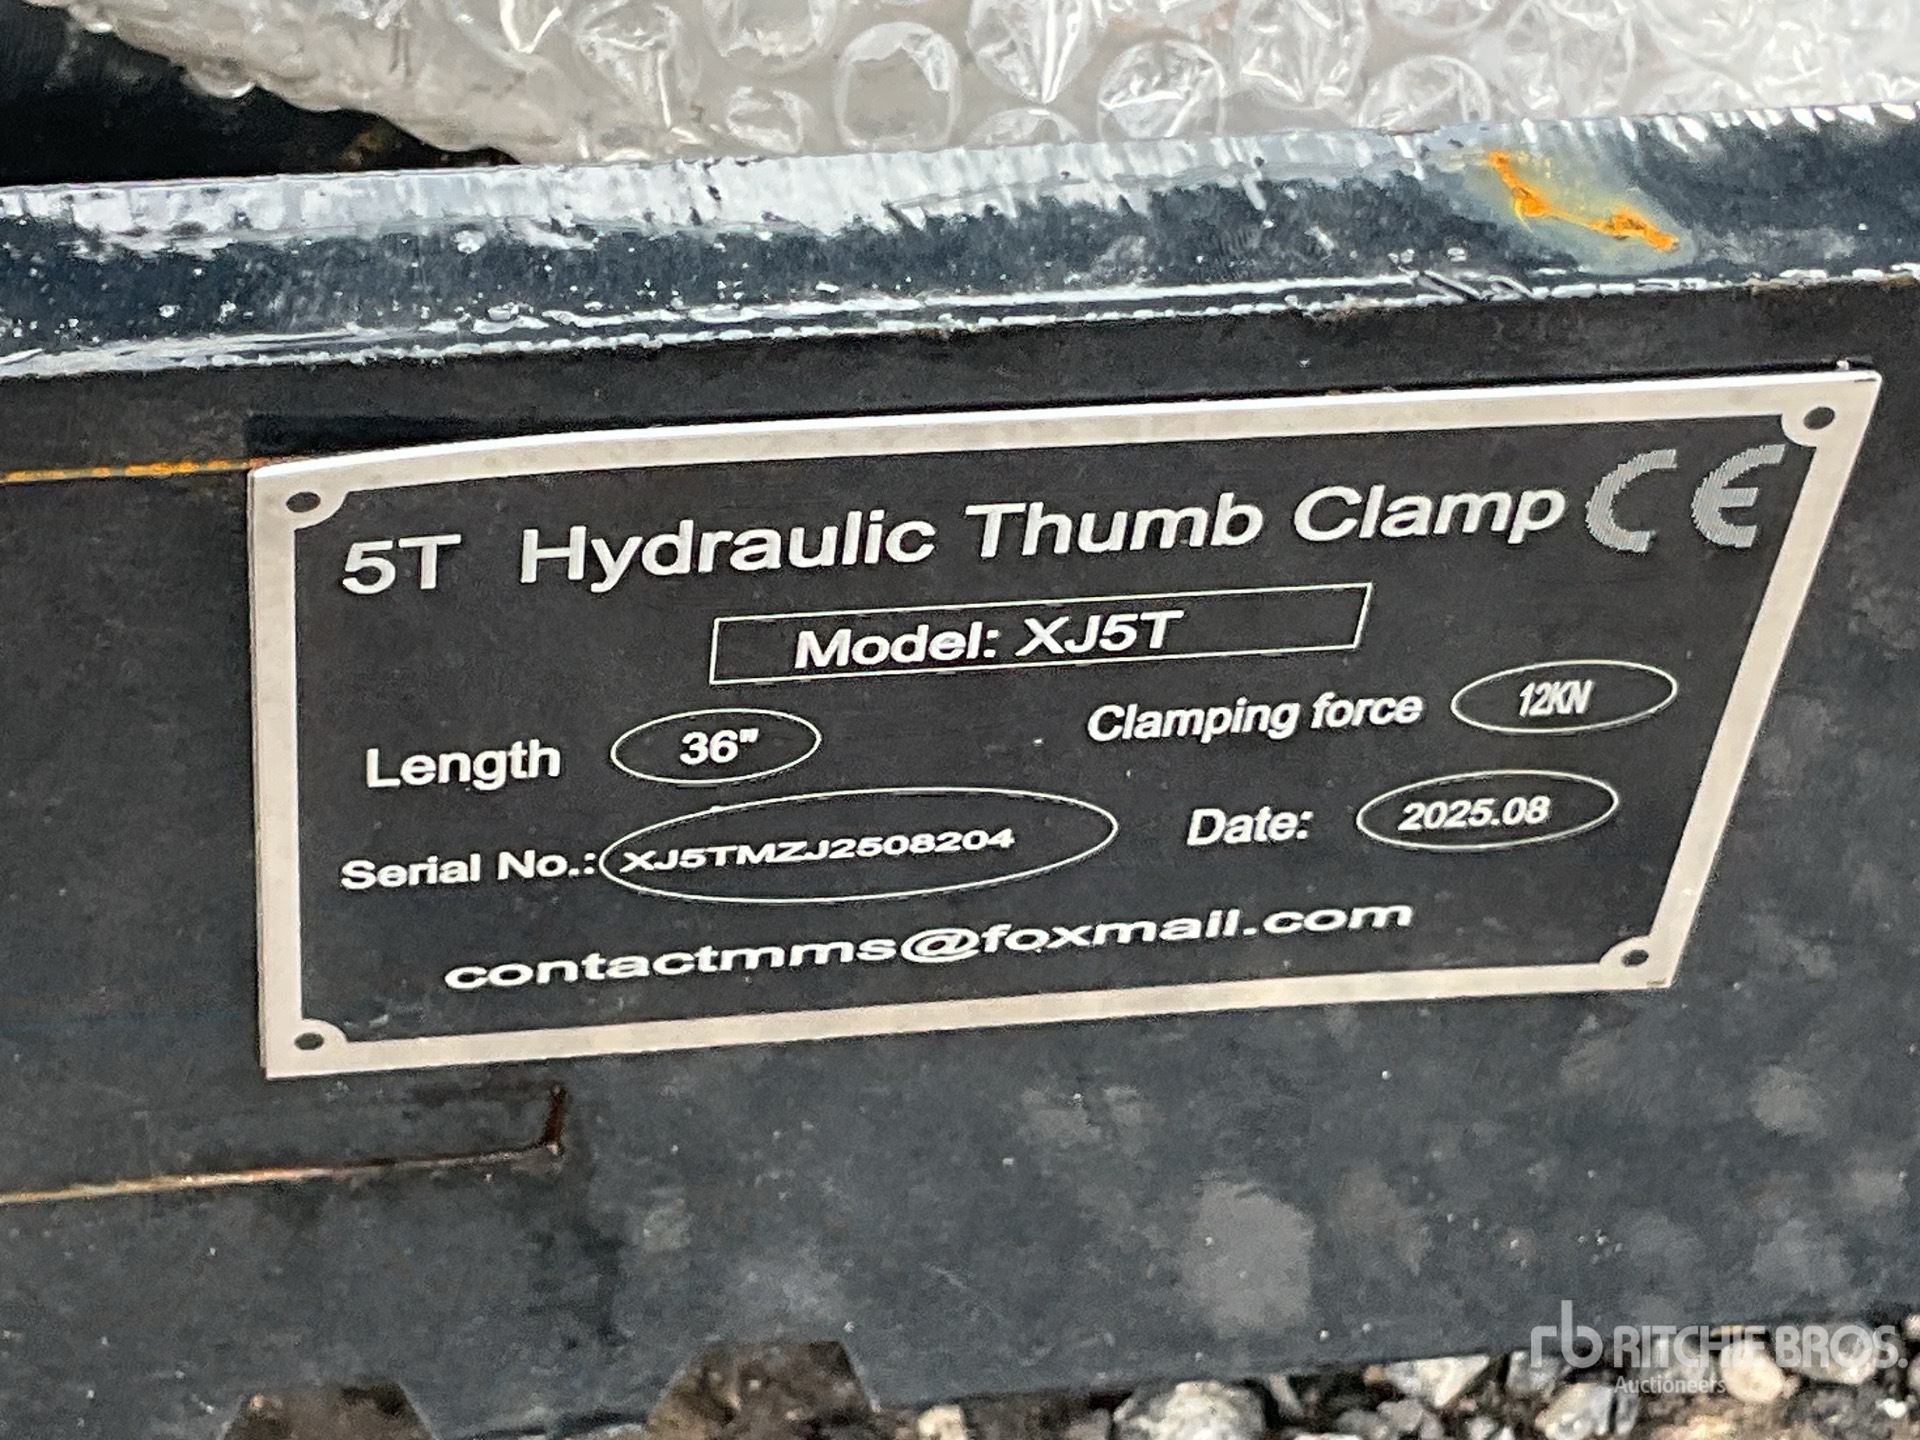 5T Hydraulic Thumb Clamp CE
Model: XJ5T
Length 36" Clamping force 12KN
Serial No.: XJ5TMZJ2508204 Date: 2025.08
contactmms@foxmail.com
rb RITCHIE BROS.
Auctioneers